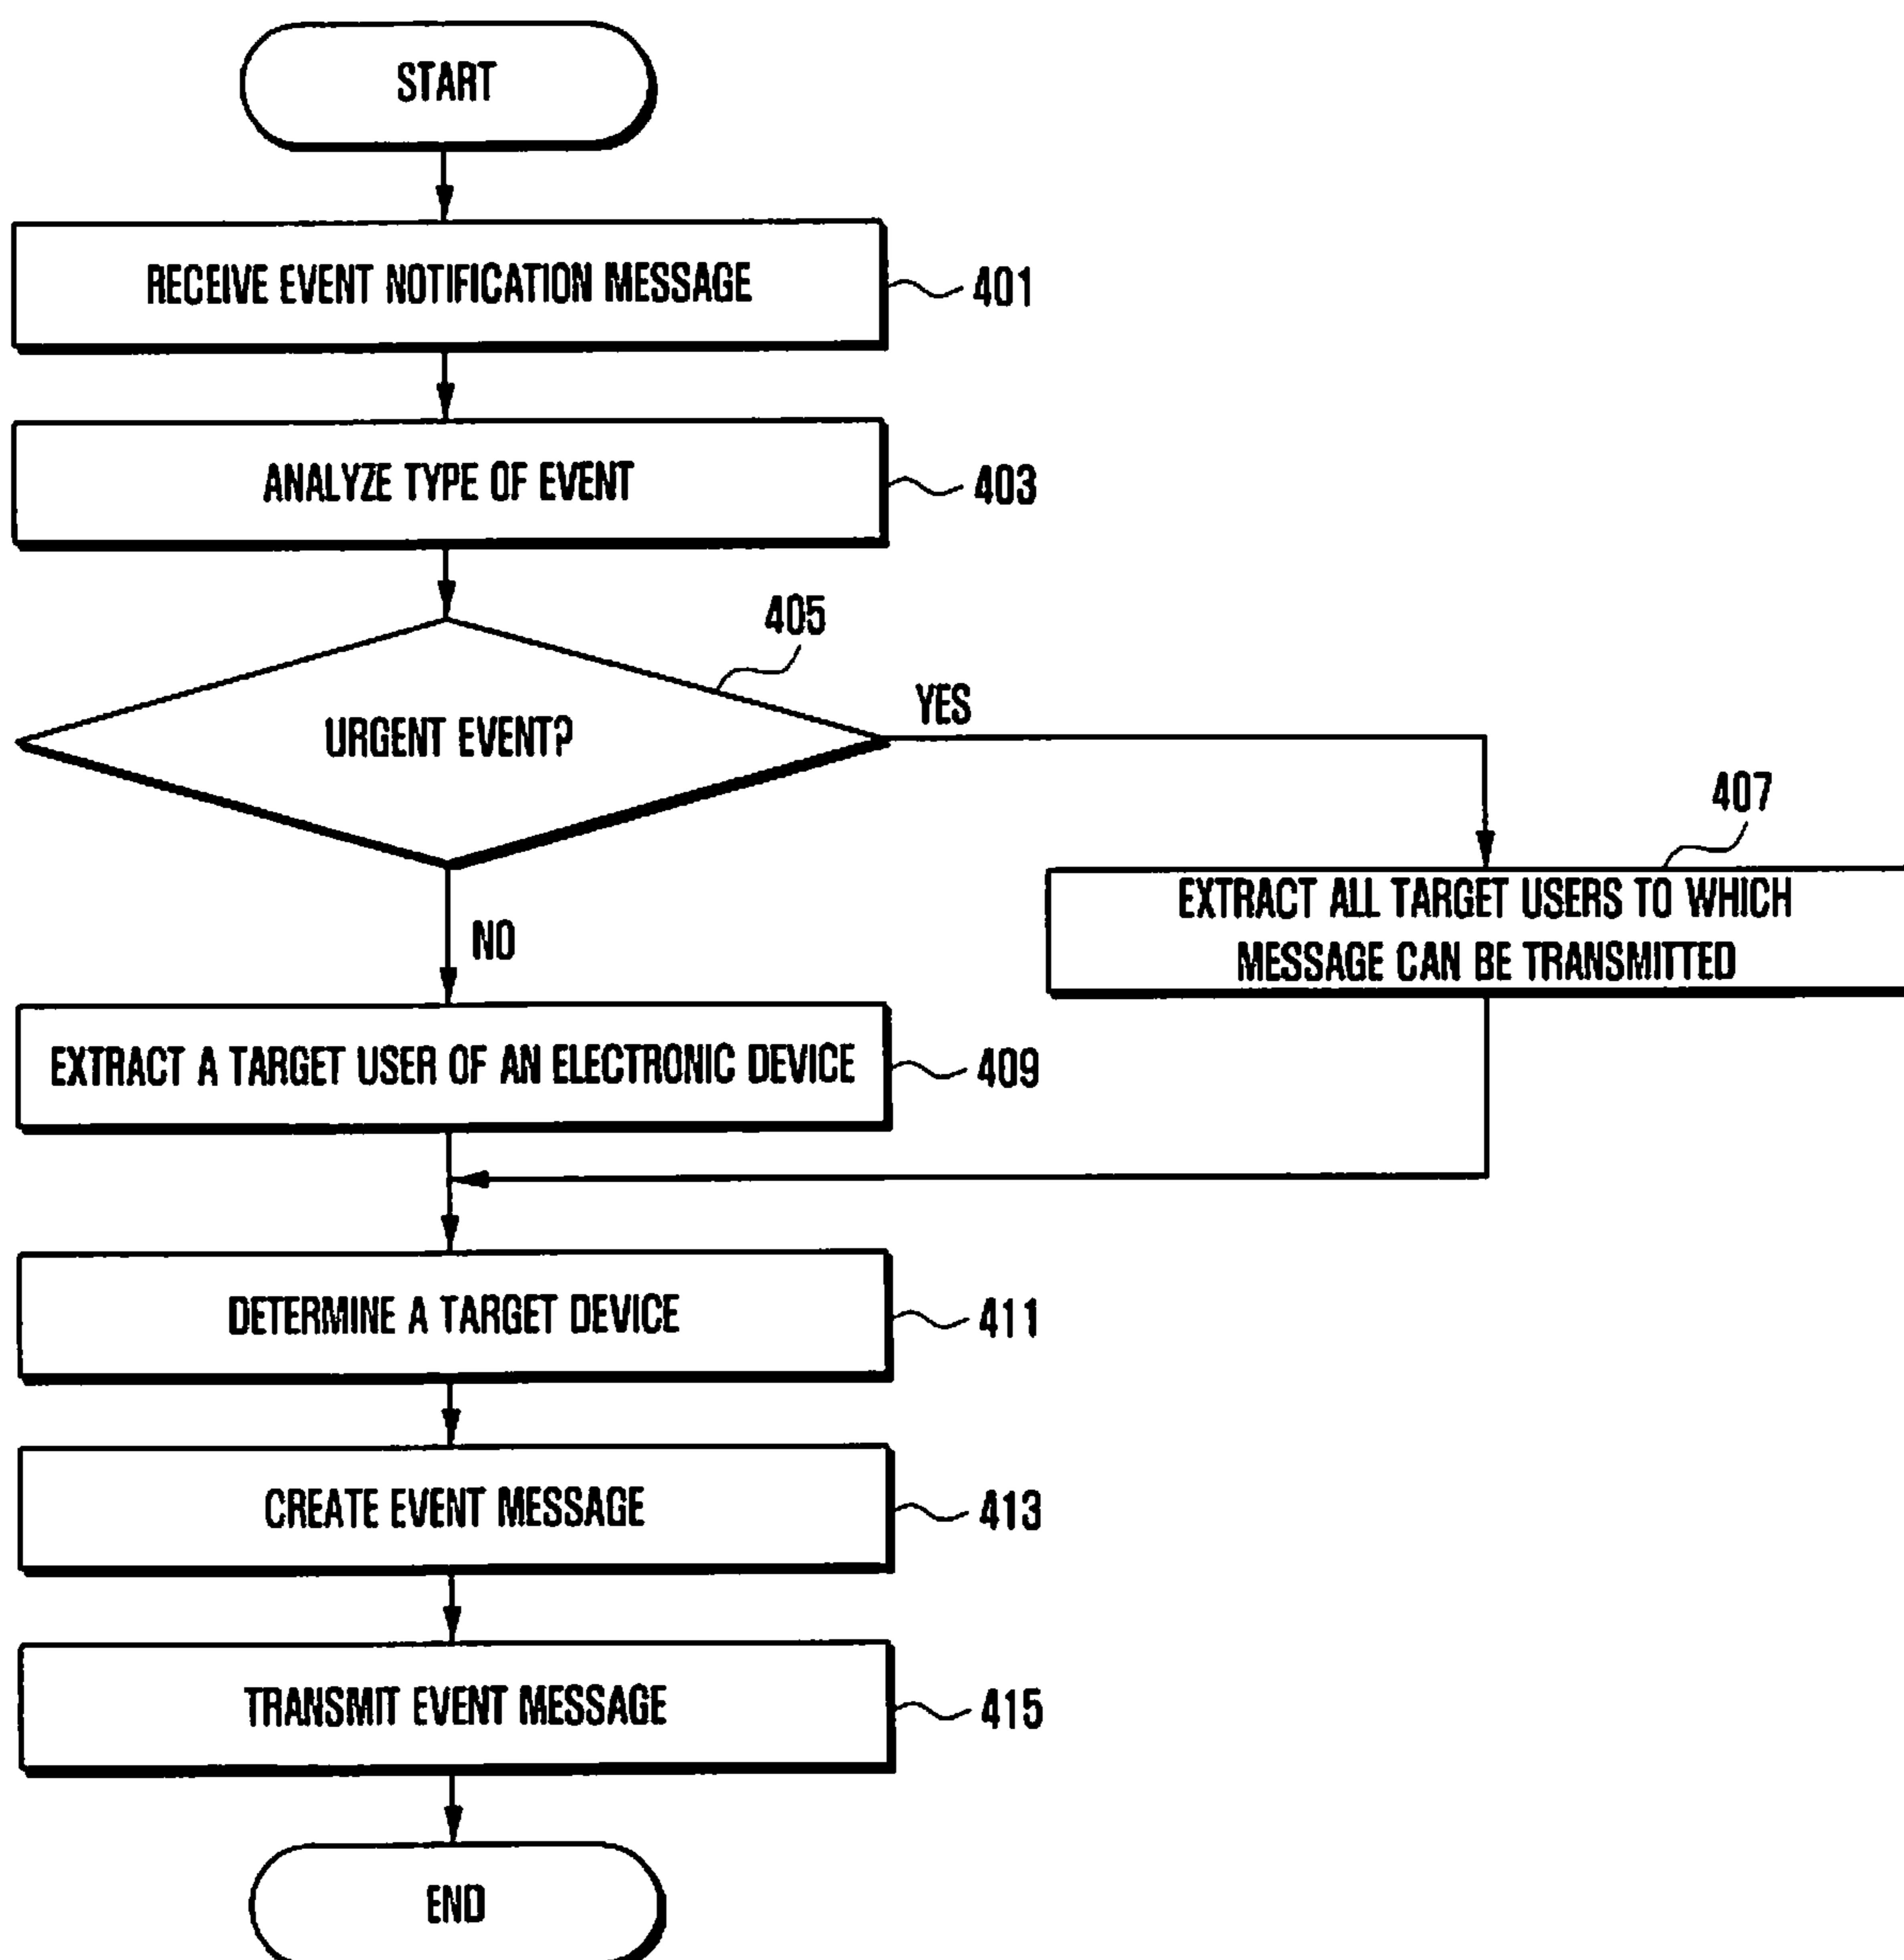 START
RECEIVE EVENT NOTIFICATION MESSAGE
401
ANALYZE TYPE OF EVENT
403
405
URGENT EVENT?
YES
407
EXTRACT ALL TARGET USERS TO WHICH
MESSAGE CAN BE TRANSMITTED
NO
EXTRACT A TARGET USER OF AN ELECTRONIC DEVICE
409
DETERMINE A TARGET DEVICE
411
CREATE EVENT MESSAGE
413
TRANSMIT EVENT MESSAGE
415
END